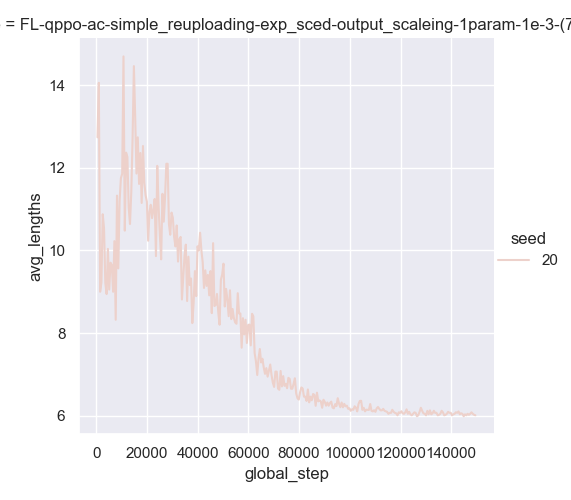 = FL-qppo-ac-simple_reuploading-exp_sced-output_scaleing-1param-1e-3-(7
14
12
10
8
6
avg_lengths
0 20000 40000 60000 80000 100000 120000 140000
global_step
seed
20